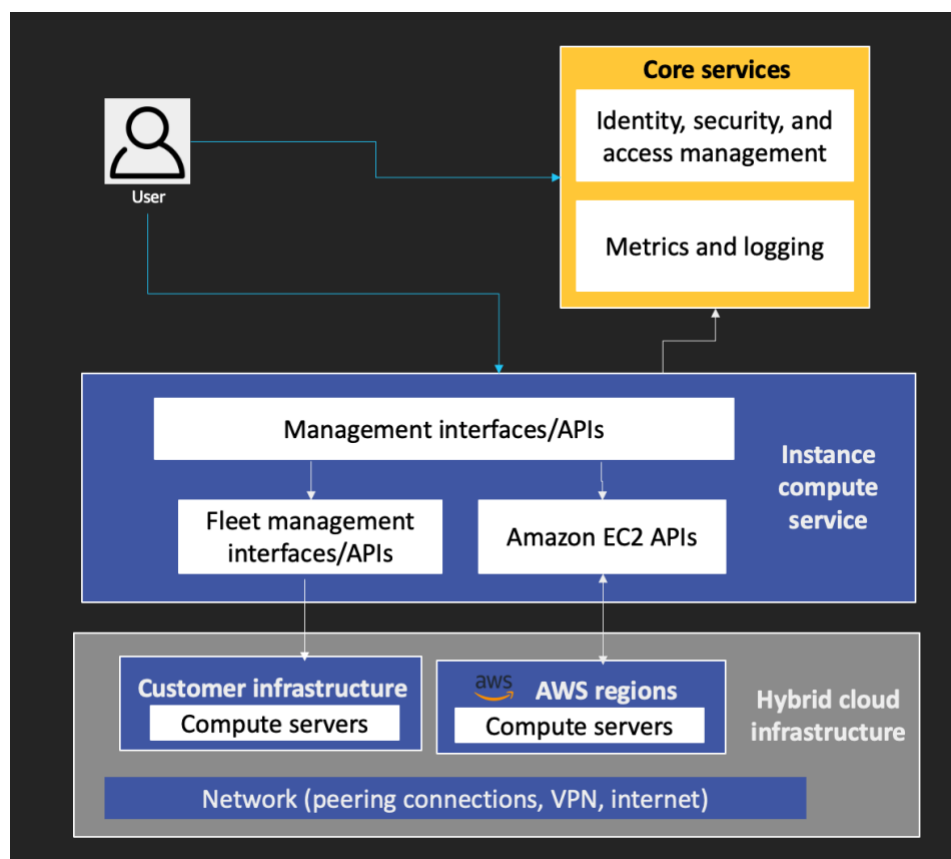 Core services
Identity, security, and
access management
User
Metrics and logging
Management interfaces/APIs
Instance
compute
service
Fleet management
interfaces/APIs
Amazon EC2 APIs
Customer infrastructure
Compute servers
aws
AWS regions
Compute servers
Hybrid cloud
infrastructure
Network (peering connections, VPN, internet)